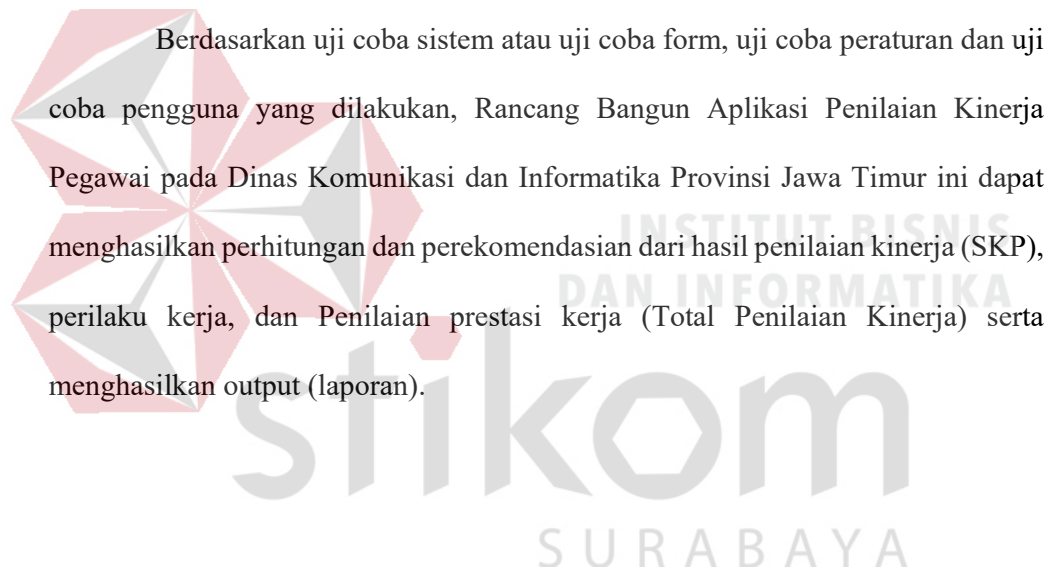 Berdasarkan uji coba sistem atau uji coba form, uji coba peraturan dan uji
coba pengguna yang dilakukan, Rancang Bangun Aplikasi Penilaian Kinerja
Pegawai pada Dinas Komunikasi dan Informatika Provinsi Jawa Timur ini dapat
INSTITUT BISNIS
menghasilkan perhitungan dan perekomendasian dari hasil penilaian kinerja (SKP),
DAN INFORMATIKA
perilaku kerja, dan Penilaian prestasi kerja (Total Penilaian Kinerja) serta
menghasilkan output (laporan).
stikom
SURABAYA